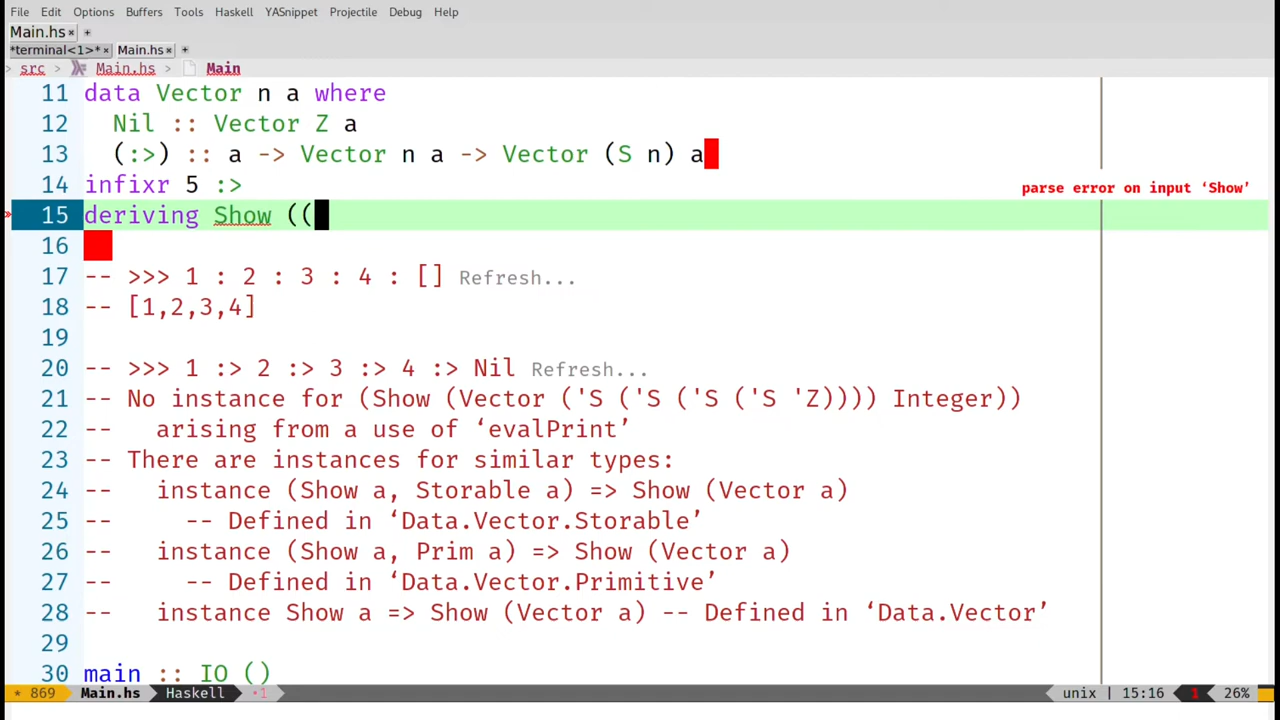 File Edit Options Buffers Tools Haskell YASnippet Projectile Debug Help
Main.hs × +
*terminal<1>* × Main.hs × +
> src > Main.hs > Main
11 data Vector n a where
12 Nil :: Vector Z a
13 (:>) :: a -> Vector n a -> Vector (S n) a
14 infixr 5 :>
parse error on input ‘Show’
15 deriving Show ((
16
17 -- >>> 1 : 2 : 3 : 4 : [] Refresh...
18 -- [1,2,3,4]
19
20 -- >>> 1 :> 2 :> 3 :> 4 :> Nil Refresh...
21 -- No instance for (Show (Vector ('S ('S ('S ('S 'Z)))) Integer))
22 --   arising from a use of ‘evalPrint’
23 -- There are instances for similar types:
24 --   instance (Show a, Storable a) => Show (Vector a)
25 --     -- Defined in ‘Data.Vector.Storable’
26 --   instance (Show a, Prim a) => Show (Vector a)
27 --     -- Defined in ‘Data.Vector.Primitive’
28 --   instance Show a => Show (Vector a) -- Defined in ‘Data.Vector’
29
30 main :: IO ()
* 869 Main.hs Haskell •1 unix | 15:16 1 26%